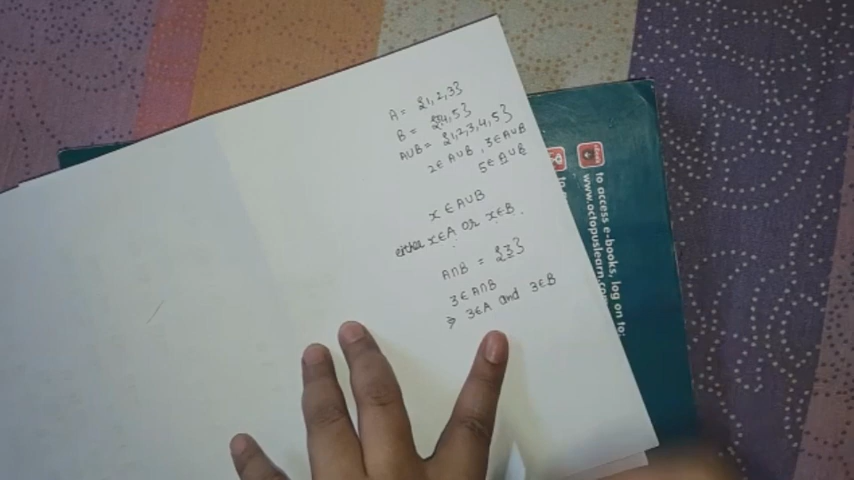 A = {1,2,3}
B = {3,4,5}
A∪B = {1,2,3,4,5}
2∈A∪B, 3∈A∪B
5∈A∪B
x∈A∪B
either x∈A or x∈B.
A∩B = {3}
3∈A∩B
⇒ 3∈A and 3∈B
to access e-books, log on to:
www.octopuslearn.com